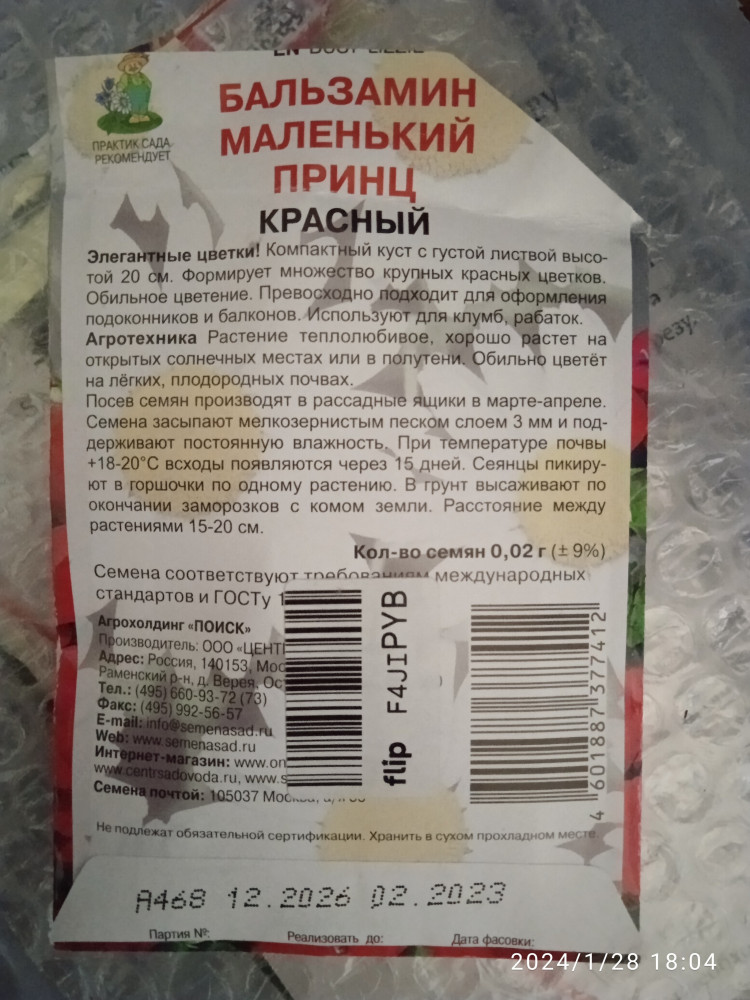 EN BUSY LIZZIE
ПРАКТИК САДА
РЕКОМЕНДУЕТ
БАЛЬЗАМИН
МАЛЕНЬКИЙ
ПРИНЦ
КРАСНЫЙ
Элегантные цветки! Компактный куст с густой листвой высо-
той 20 см. Формирует множество крупных красных цветков.
Обильное цветение. Превосходно подходит для оформления
подоконников и балконов. Используют для клумб, рабаток.
Агротехника Растение теплолюбивое, хорошо растет на
открытых солнечных местах или в полутени. Обильно цветёт
на лёгких, плодородных почвах.
Посев семян производят в рассадные ящики в марте-апреле.
Семена засыпают мелкозернистым песком слоем 3 мм и под-
держивают постоянную влажность. При температуре почвы
+18-20°С всходы появляются через 15 дней. Сеянцы пикиру-
ют в горшочки по одному растению. В грунт высаживают по
окончании заморозков с комом земли. Расстояние между
растениями 15-20 см.
Кол-во семян 0,02 г (± 9%)
Семена соответствуют требованиям международных
стандартов и ГОСТу 1
Агрохолдинг «ПОИСК»
Производитель: ООО «ЦЕНТ
Адрес: Россия, 140153, Мос
Раменский р-н, д. Верея, Ос
Тел.: (495) 660-93-72 (73)
Факс: (495) 992-56-57
E-mail: info@semenasad.ru
Web: www.semenasad.ru
Интернет-магазин: www.on
www.centrsadovoda.ru, www.s
Семена почтой: 105037 Москва, а/я
flip F4JIPYB
4 601887 377412
Не подлежат обязательной сертификации. Хранить в сухом прохладном месте.
A468 12.2026 02.2023
Партия №: Реализовать до: Дата фасовки:
2024/1/28 18:04